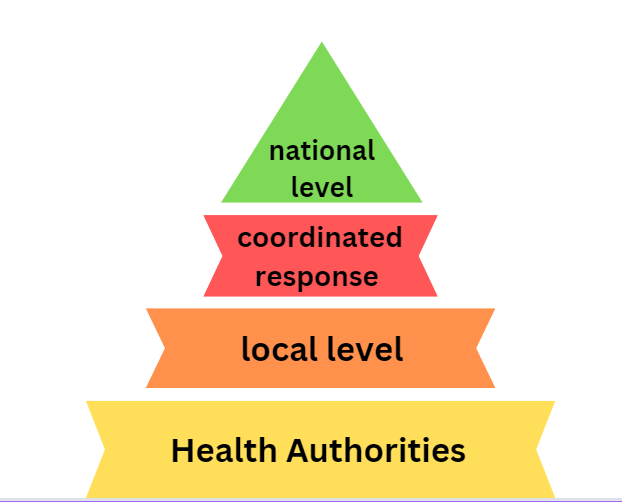 national
level
coordinated
response
local level
Health Authorities